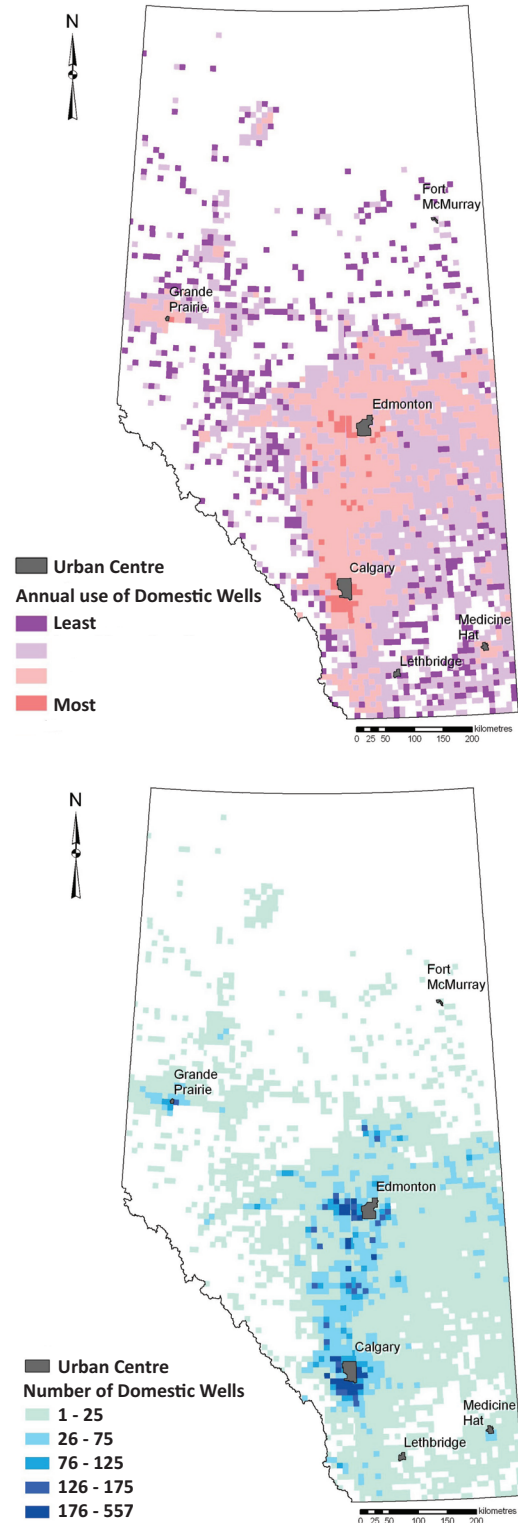 N
Fort
McMurray
Grande
Prairie
Edmonton
Calgary
Medicine
Hat
Lethbridge
Urban Centre
Annual use of Domestic Wells
Least
Most
kilometres
0 25 50 100 150 200
N
Fort
McMurray
Grande
Prairie
Edmonton
Calgary
Medicine
Hat
Lethbridge
Urban Centre
Number of Domestic Wells
1 - 25
26 - 75
76 - 125
126 - 175
176 - 557
kilometres
0 25 50 100 150 200